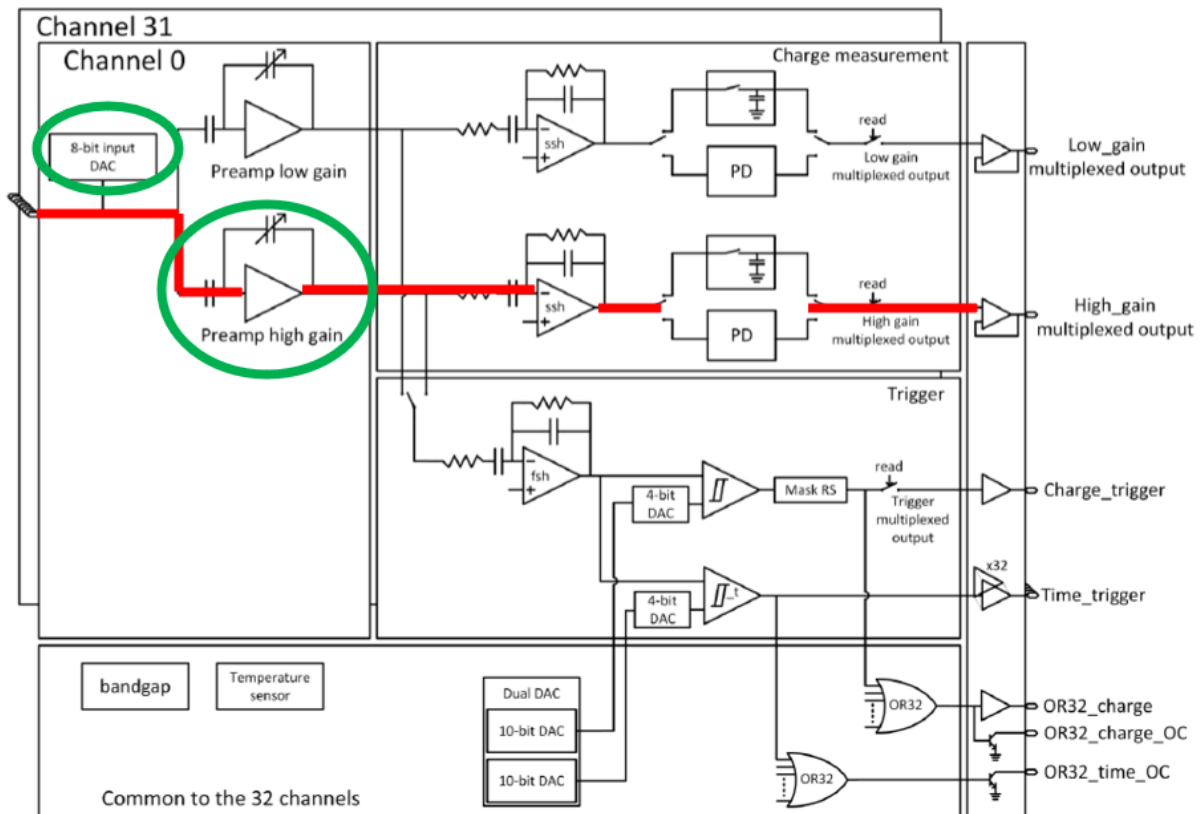 Channel 31
Channel 0
Charge measurement
8-bit input
DAC
Preamp low gain
ssh
PD
read
Low gain
multiplexed output
Low_gain
multiplexed output
Preamp high gain
ssh
PD
read
High gain
multiplexed output
High_gain
multiplexed output
Trigger
fsh
4-bit
DAC
Mask RS
read
Trigger
multiplexed
output
Charge_trigger
4-bit
DAC
_t
x32
Time_trigger
bandgap
Temperature
sensor
Dual DAC
10-bit DAC
10-bit DAC
OR32
OR32
OR32_charge
OR32_charge_OC
OR32_time_OC
Common to the 32 channels